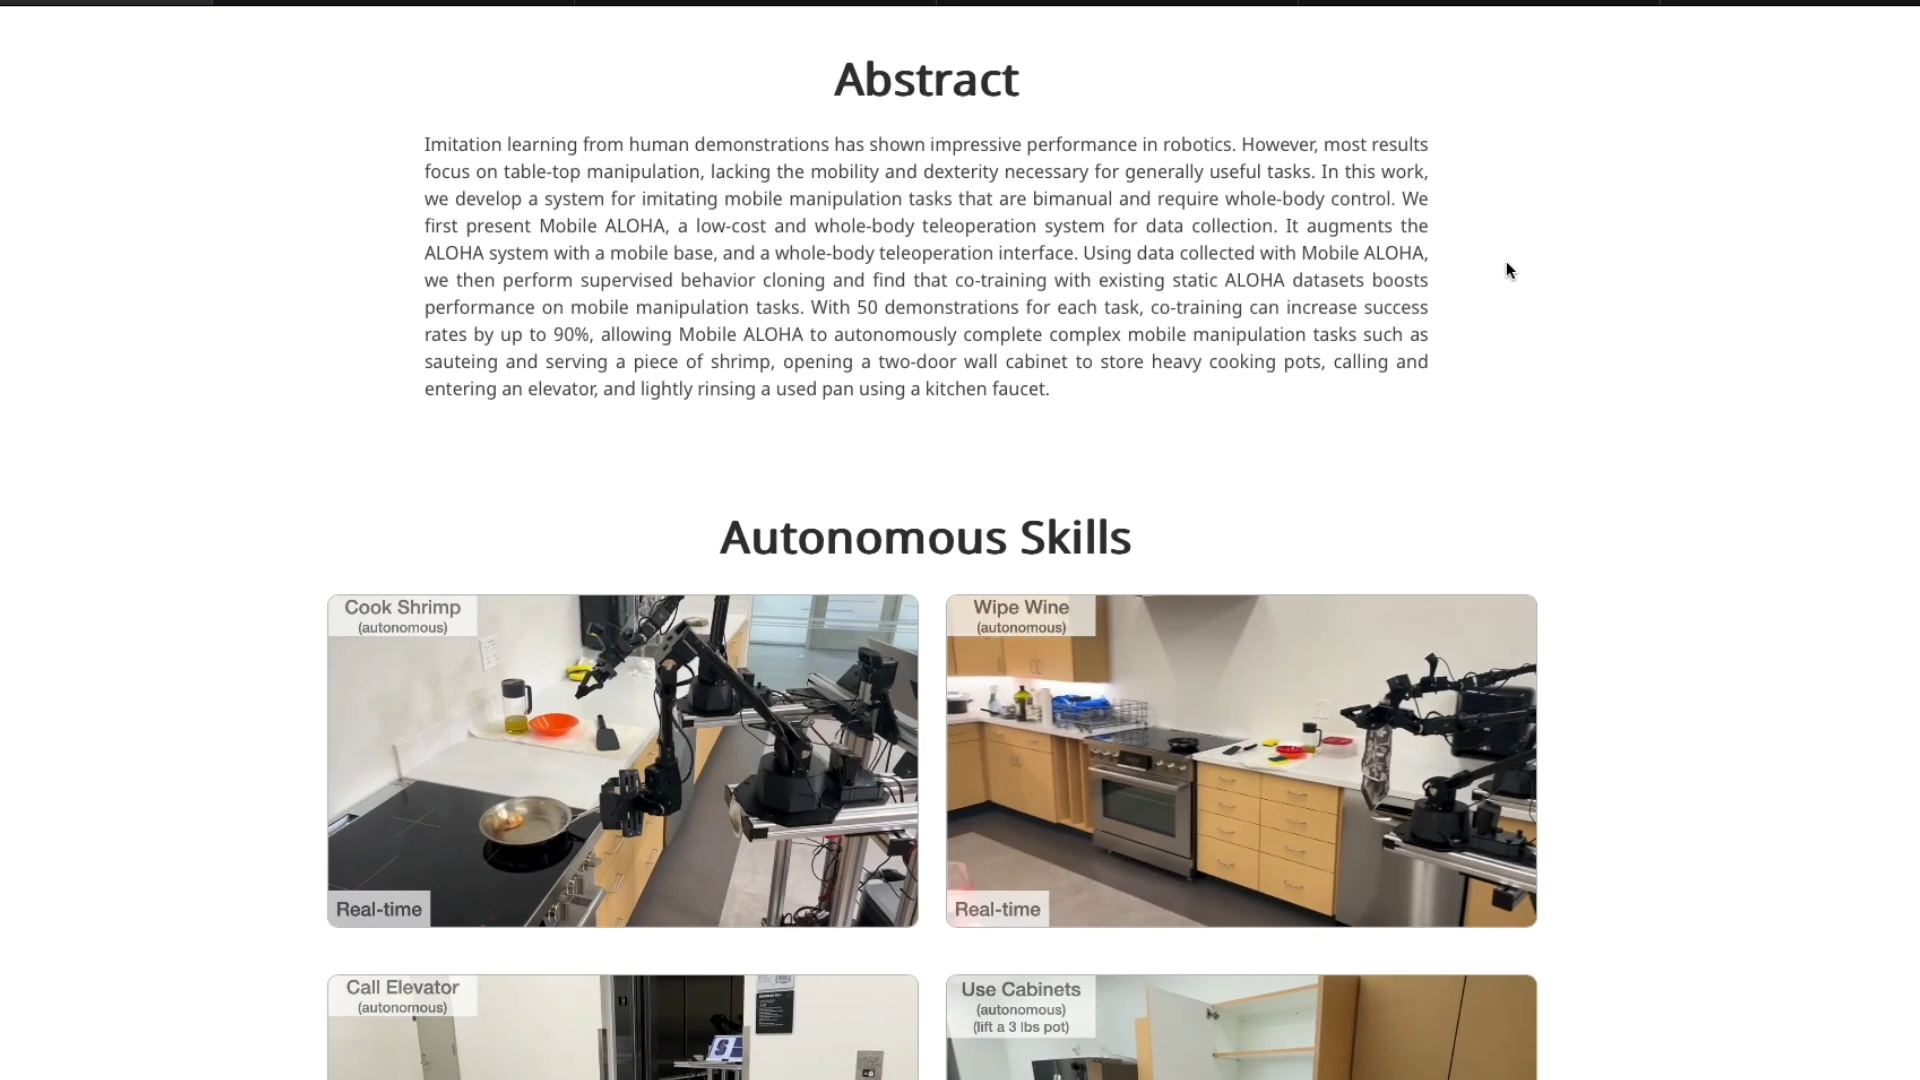 Abstract
Imitation learning from human demonstrations has shown impressive performance in robotics. However, most results
focus on table-top manipulation, lacking the mobility and dexterity necessary for generally useful tasks. In this work,
we develop a system for imitating mobile manipulation tasks that are bimanual and require whole-body control. We
first present Mobile ALOHA, a low-cost and whole-body teleoperation system for data collection. It augments the
ALOHA system with a mobile base, and a whole-body teleoperation interface. Using data collected with Mobile ALOHA,
we then perform supervised behavior cloning and find that co-training with existing static ALOHA datasets boosts
performance on mobile manipulation tasks. With 50 demonstrations for each task, co-training can increase success
rates by up to 90%, allowing Mobile ALOHA to autonomously complete complex mobile manipulation tasks such as
sauteing and serving a piece of shrimp, opening a two-door wall cabinet to store heavy cooking pots, calling and
entering an elevator, and lightly rinsing a used pan using a kitchen faucet.
Autonomous Skills
Cook Shrimp
(autonomous)
Real-time
Wipe Wine
(autonomous)
Real-time
Call Elevator
(autonomous)
Use Cabinets
(autonomous)
(lift a 3 lbs pot)